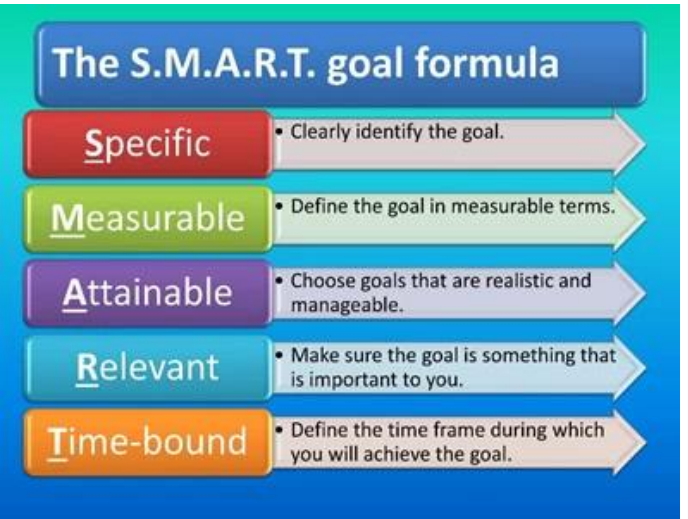 The S.M.A.R.T. goal formula
Specific
• Clearly identify the goal.
Measurable
• Define the goal in measurable terms.
Attainable
• Choose goals that are realistic and
manageable.
Relevant
• Make sure the goal is something that
is important to you.
Time-bound
• Define the time frame during which
you will achieve the goal.